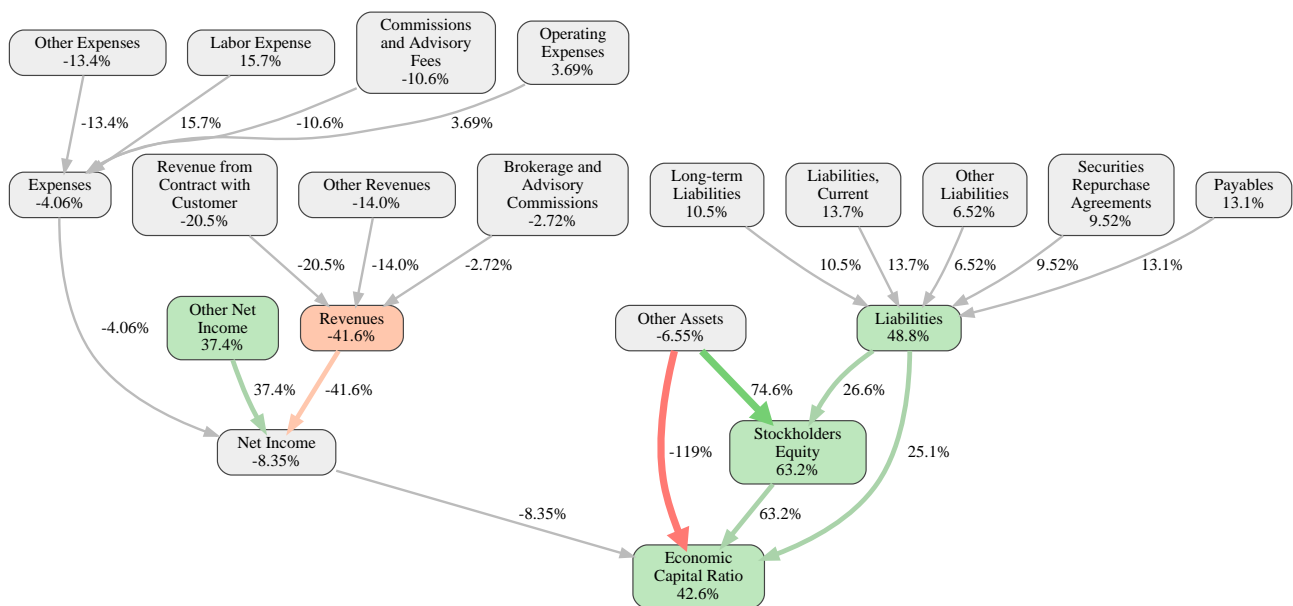 Other Expenses
-13.4%
Labor Expense
15.7%
Commissions
and Advisory
Fees
-10.6%
Operating
Expenses
3.69%
-13.4%
15.7%
-10.6%
3.69%
Expenses
-4.06%
Revenue from
Contract with
Customer
-20.5%
Other Revenues
-14.0%
Brokerage and
Advisory
Commissions
-2.72%
Long-term
Liabilities
10.5%
Liabilities,
Current
13.7%
Other
Liabilities
6.52%
Securities
Repurchase
Agreements
9.52%
Payables
13.1%
-20.5%
-14.0%
-2.72%
10.5%
13.7%
6.52%
9.52%
13.1%
-4.06%
Other Net
Income
37.4%
Revenues
-41.6%
Other Assets
-6.55%
Liabilities
48.8%
37.4%
-41.6%
74.6%
26.6%
Net Income
-8.35%
-119%
Stockholders
Equity
63.2%
25.1%
-8.35%
63.2%
Economic
Capital Ratio
42.6%